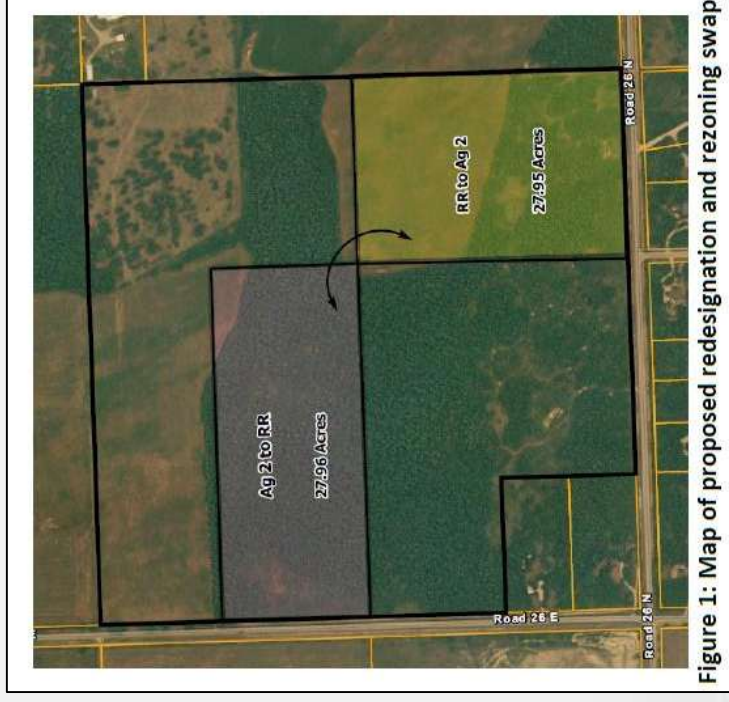 Ag 2 to RR
27.96 Acres
RR to Ag 2
27.95 Acres
Road 26 N
Road 26 E
Road 26 N
Figure 1: Map of proposed redesignation and rezoning swap